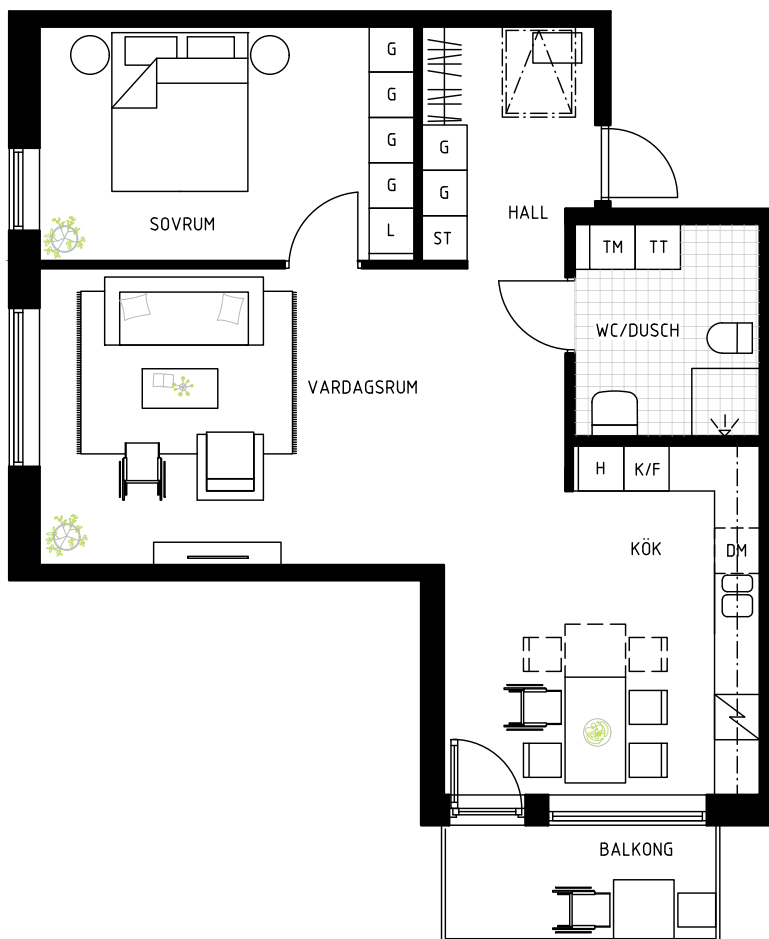 G
G
G
G
L
G
G
ST
SOVRUM
HALL
TM TT
WC/DUSCH
VARDAGSRUM
H K/F
KÖK
DM
BALKONG